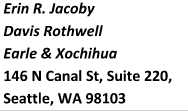 Erin R. Jacoby
Davis Rothwell
Earle & Xochihua
146 N Canal St, Suite 220,
Seattle, WA 98103